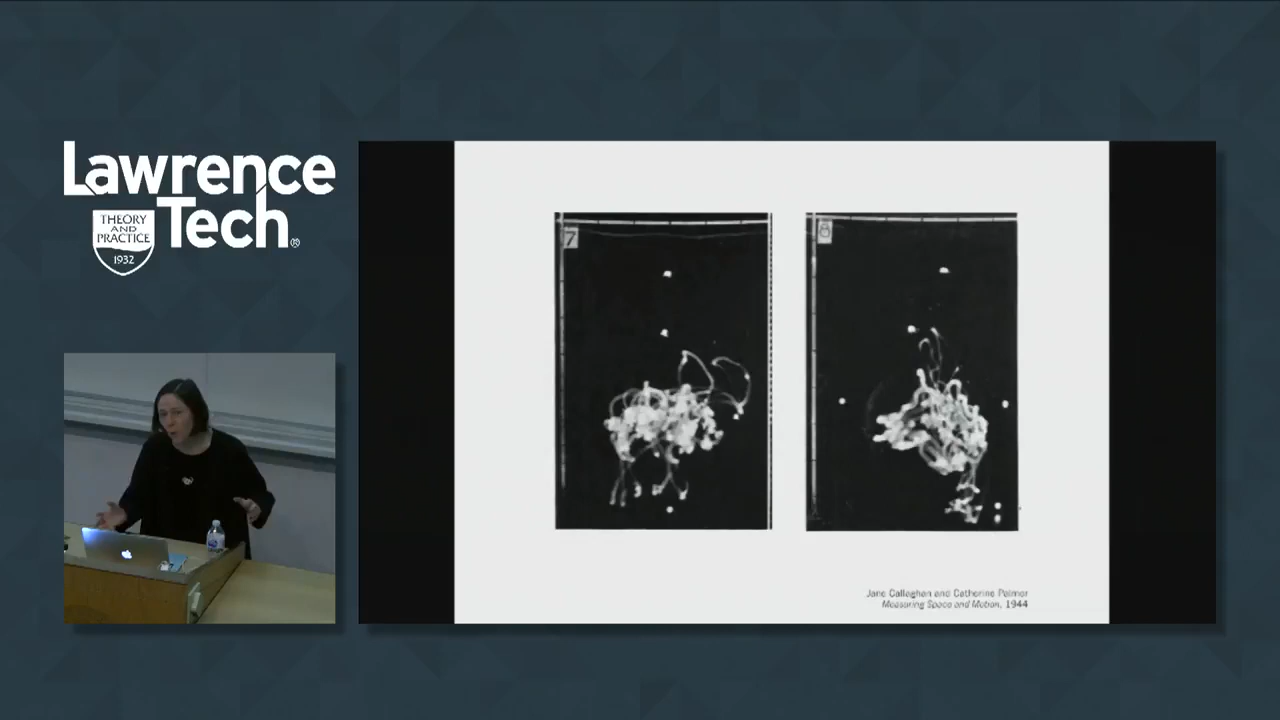 Lawrence
Tech®
THEORY
AND
PRACTICE
1932
7
8
Jane Callaghan and Catherine Palmer
Measuring Space and Motion, 1944